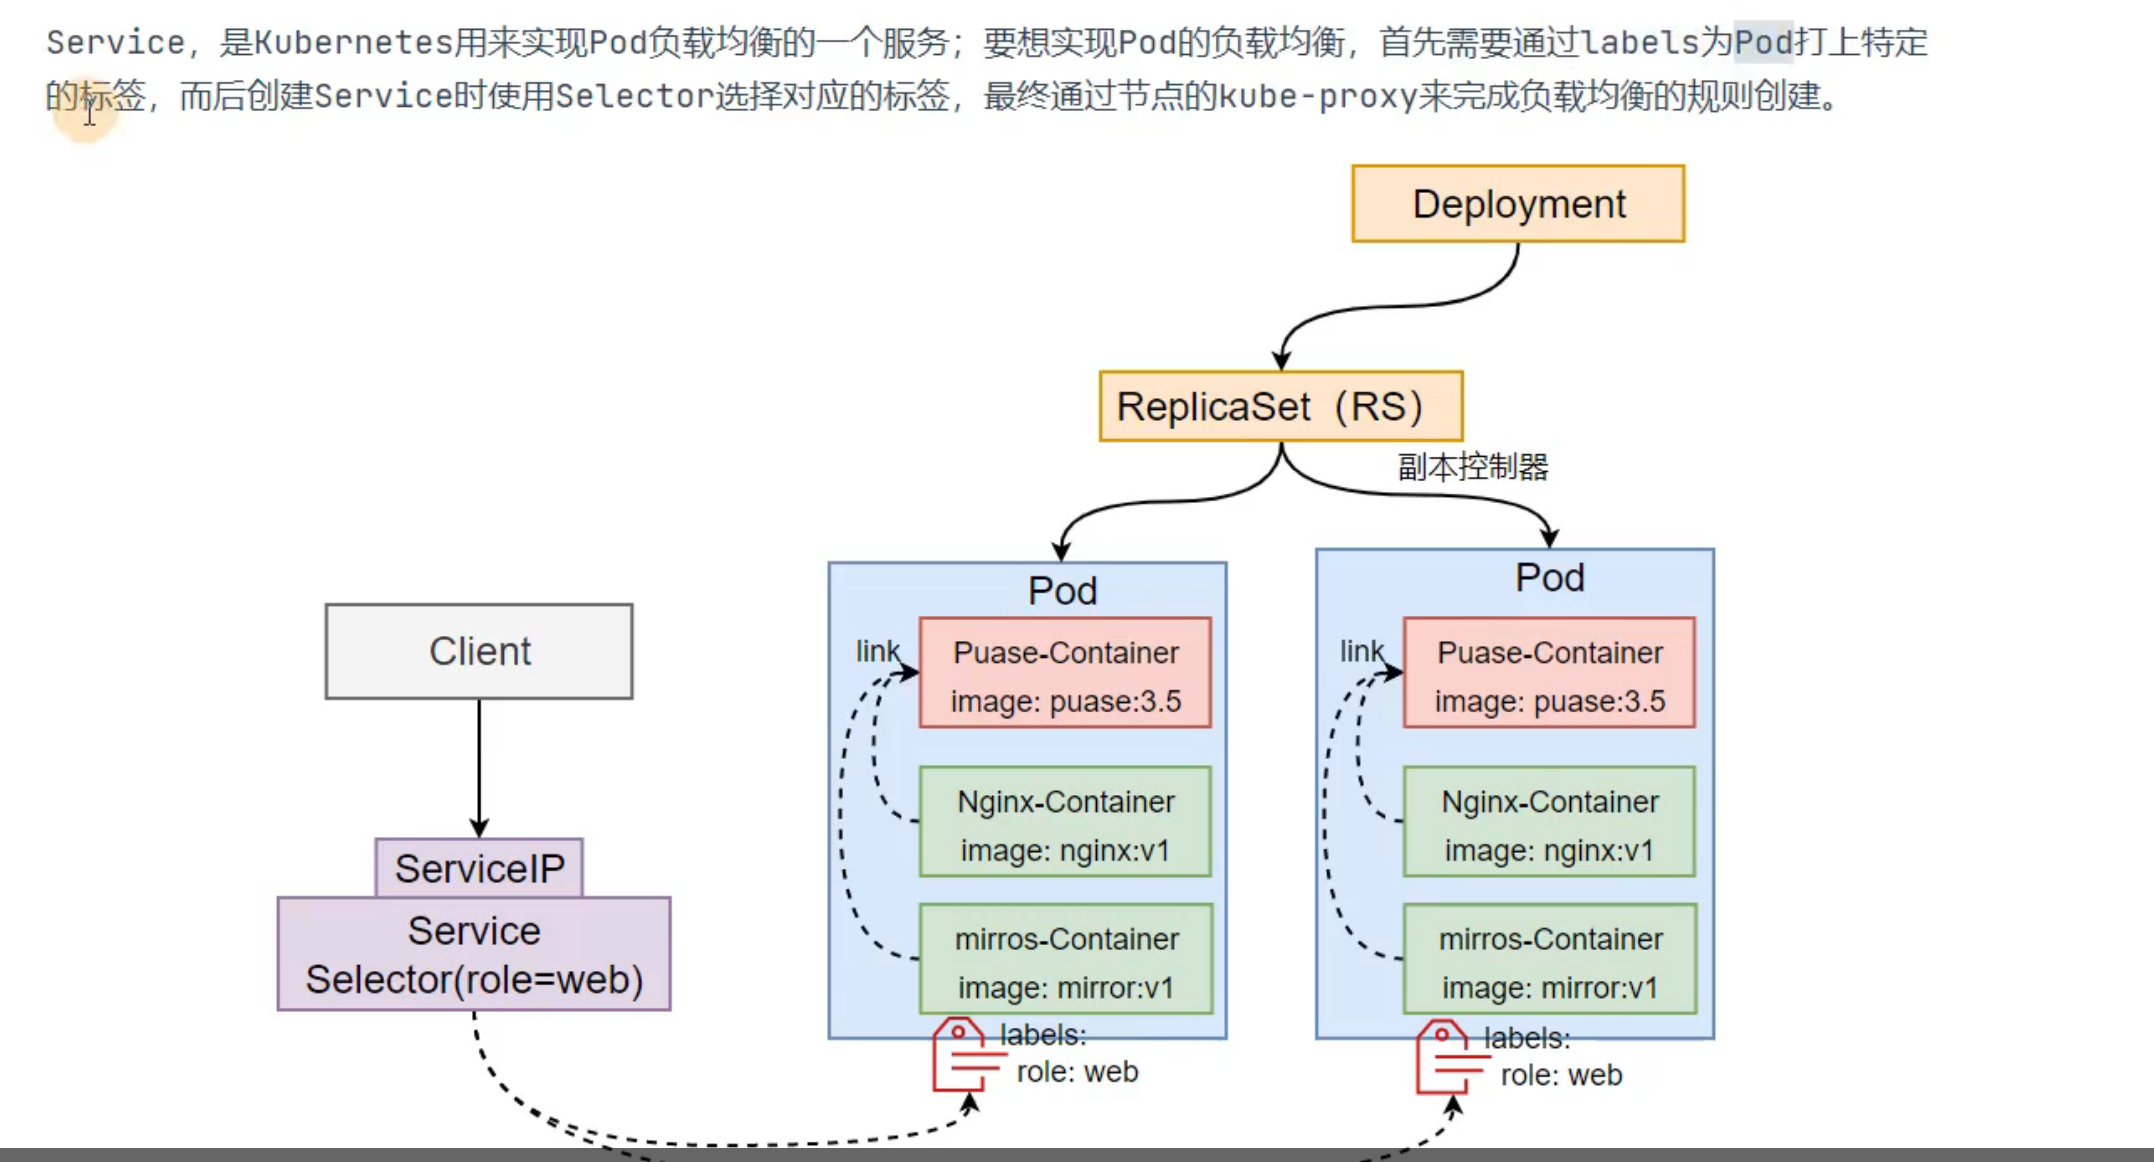 Service，是Kubernetes用来实现Pod负载均衡的一个服务；要想实现Pod的负载均衡，首先需要通过labels为Pod打上特定
的标签，而后创建Service时使用Selector选择对应的标签，最终通过节点的kube-proxy来完成负载均衡的规则创建。
Deployment
ReplicaSet（RS）
副本控制器
Client
ServiceIP
Service
Selector(role=web)
Pod
link
Puase-Container
image: puase:3.5
Nginx-Container
image: nginx:v1
mirros-Container
image: mirror:v1
labels:
role: web
Pod
link
Puase-Container
image: puase:3.5
Nginx-Container
image: nginx:v1
mirros-Container
image: mirror:v1
labels:
role: web